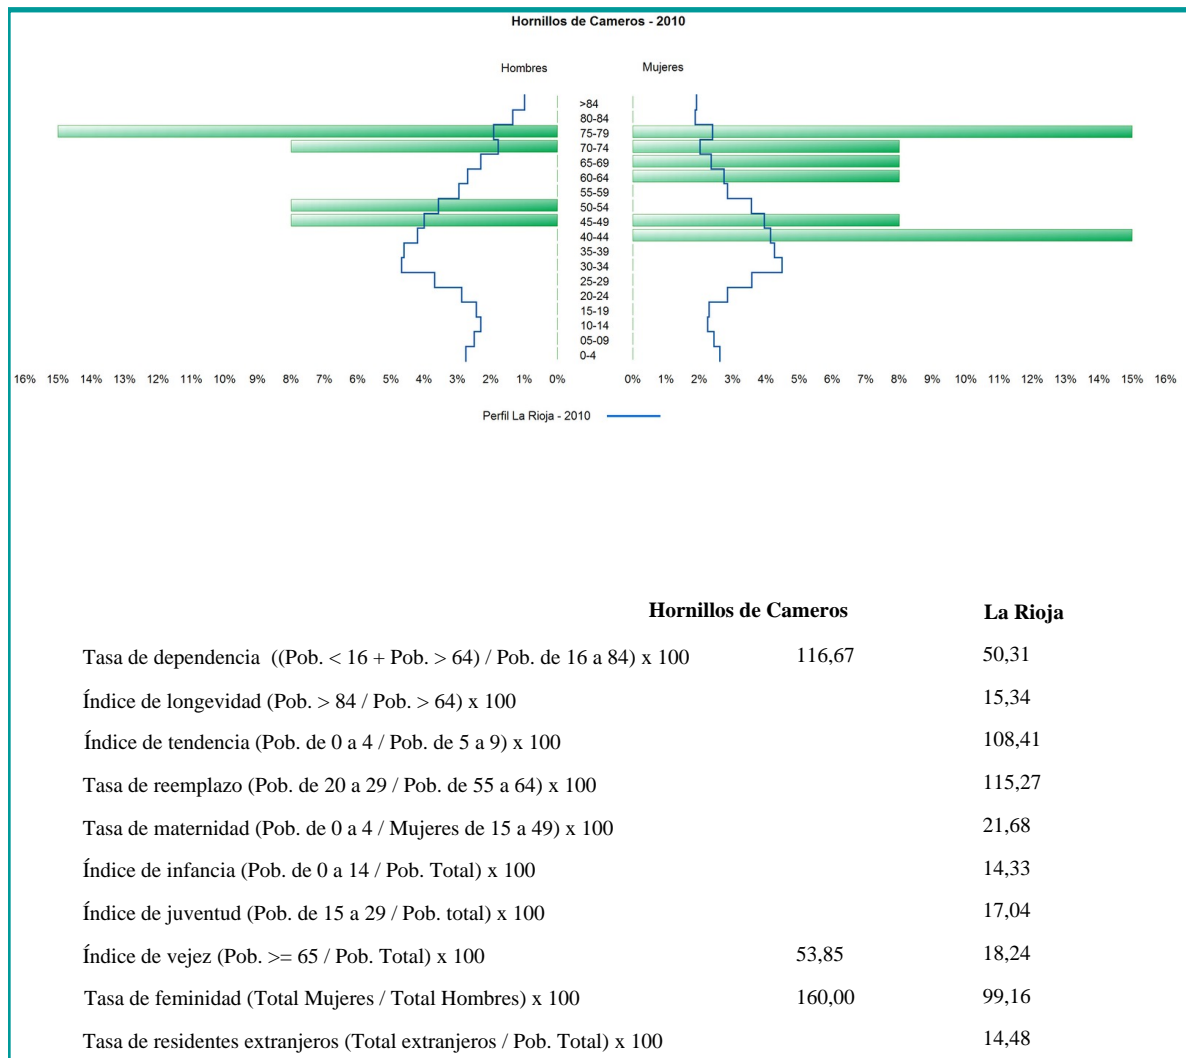 Hornillos de Cameros - 2010
Hombres Mujeres
>84
80-84
75-79
70-74
65-69
60-64
55-59
50-54
45-49
40-44
35-39
30-34
25-29
20-24
15-19
10-14
05-09
0-4
16% 15% 14% 13% 12% 11% 10% 9% 8% 7% 6% 5% 4% 3% 2% 1% 0% 0% 1% 2% 3% 4% 5% 6% 7% 8% 9% 10% 11% 12% 13% 14% 15% 16%
Perfil La Rioja - 2010
Hornillos de Cameros La Rioja
Tasa de dependencia ((Pob. < 16 + Pob. > 64) / Pob. de 16 a 84) x 100 116,67 50,31
Índice de longevidad (Pob. > 84 / Pob. > 64) x 100 15,34
Índice de tendencia (Pob. de 0 a 4 / Pob. de 5 a 9) x 100 108,41
Tasa de reemplazo (Pob. de 20 a 29 / Pob. de 55 a 64) x 100 115,27
Tasa de maternidad (Pob. de 0 a 4 / Mujeres de 15 a 49) x 100 21,68
Índice de infancia (Pob. de 0 a 14 / Pob. Total) x 100 14,33
Índice de juventud (Pob. de 15 a 29 / Pob. total) x 100 17,04
Índice de vejez (Pob. >= 65 / Pob. Total) x 100 53,85 18,24
Tasa de feminidad (Total Mujeres / Total Hombres) x 100 160,00 99,16
Tasa de residentes extranjeros (Total extranjeros / Pob. Total) x 100 14,48